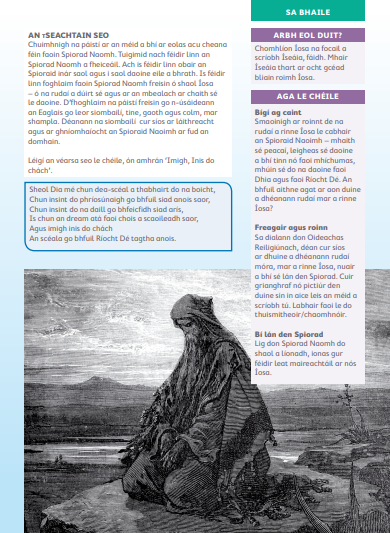 AN tSEACHTAIN SEO
Chuimhnigh na páistí ar an méid a bhí ar eolas acu cheana
féin faoin Spiorad Naomh. Tuigimid nach féidir linn an
Spiorad Naomh a fheiceáil. Ach is féidir linn obair an
Spioraid inár saol agus i saol daoine eile a bhrath. Is féidir
linn foghlaim faoin Spiorad Naomh freisin ó shaol Íosa
– ó na rudaí a dúirt sé agus ar an mbealach ar chaith sé
le daoine. D'fhoghlaim na páistí freisin go n-úsáideann
an Eaglais go leor siombailí, tine, gaoth agus colm, mar
shampla. Déanann na siombailí cur síos ar láithreacht
agus ar ghníomhaíocht an Spioraid Naoimh ar fud an
domhain.
Léigí an véarsa seo le chéile, ón amhrán 'Imigh, Inis do
chách'.
Sheol Dia mé chun dea-scéal a thabhairt do na boicht,
Chun insint do phríosúnaigh go bhfuil siad anois saor,
Chun insint do na daill go bhfeicfidh siad arís,
Is chun an dream atá faoi chois a scaoileadh saor,
Agus imigh inis do chách
An scéala go bhfuil Ríocht Dé tagtha anois.
SA BHAILE
ARBH EOL DUIT?
Chomhlíon Íosa na focail a
scríobh Íseáia, fáidh. Mhair
Íseáia thart ar ocht gcéad
bliain roimh Íosa.
AGA LE CHÉILE
Bígí ag caint
Smaoinigh ar roinnt de na
rudaí a rinne Íosa le cabhair
an Spioraid Naoimh – mhaith
sé peacaí, leigheas sé daoine
a bhí tinn nó faoi mhíchumas,
mhúin sé do na daoine faoi
Dhia agus faoi Ríocht Dé. An
bhfuil aithne agat ar aon duine
a dhéanann rudaí mar a rinne
Íosa?
Freagair agus roinn
Sa dialann don Oideachas
Reiligiúnach, déan cur síos
ar dhuine a dhéanann rudaí
móra, mar a rinne Íosa, nuair
a bhí sé lán den Spiorad. Cuir
grianghraf nó pictiúr den
duine sin in aice leis an méid a
scríobh tú. Labhair faoi le do
thuismitheoir/chaomhnóir.
Bí lán den Spiorad
Lig don Spiorad Naomh do
shaol a líonadh, ionas gur
féidir leat maireachtáil ar nós
Íosa.